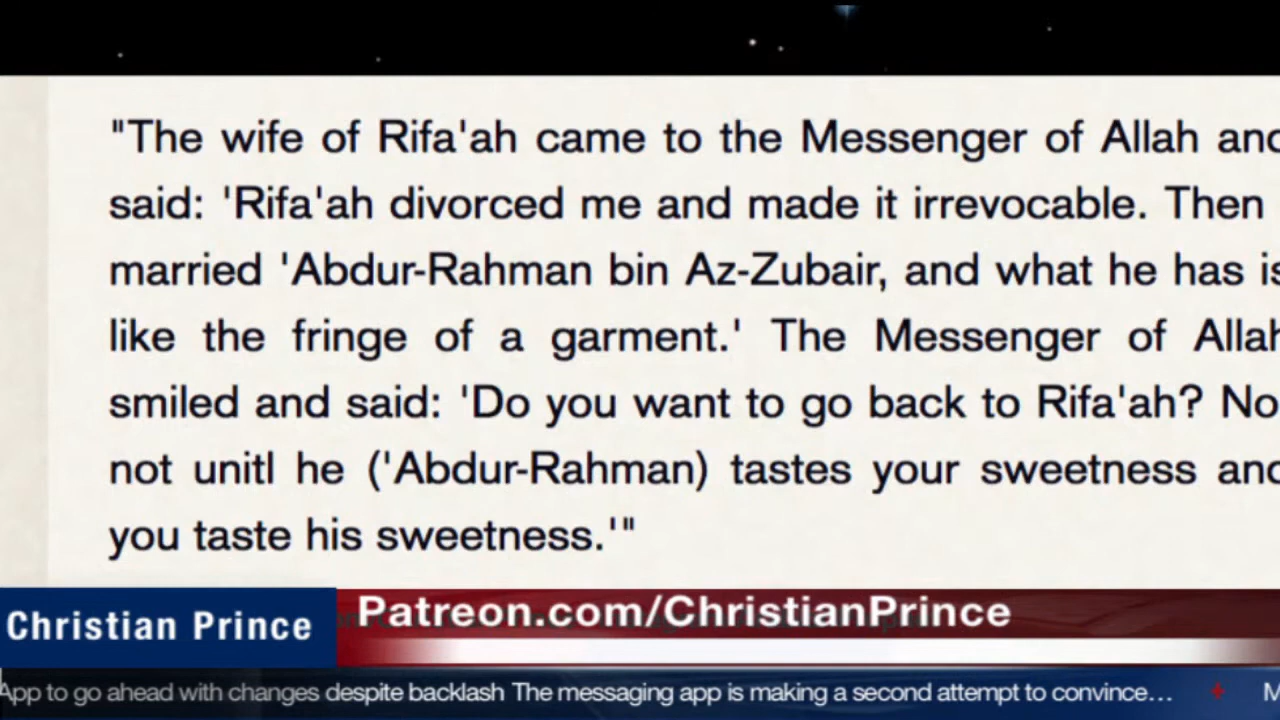 "The wife of Rifa'ah came to the Messenger of Allah and
said: 'Rifa'ah divorced me and made it irrevocable. Then
married 'Abdur-Rahman bin Az-Zubair, and what he has is
like the fringe of a garment.' The Messenger of Allah
smiled and said: 'Do you want to go back to Rifa'ah? No
not unitl he ('Abdur-Rahman) tastes your sweetness and
you taste his sweetness.'"
Christian Prince
Patreon.com/ChristianPrince
App to go ahead with changes despite backlash The messaging app is making a second attempt to convince...